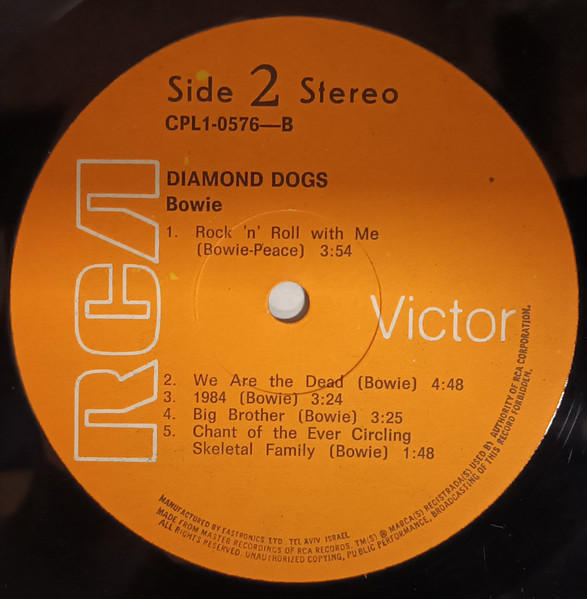 Side 2 Stereo
CPL1-0576—B
RCA
DIAMOND DOGS
Bowie
1. Rock 'n' Roll with Me
(Bowie-Peace) 3:54
Victor
2. We Are the Dead (Bowie) 4:48
3. 1984 (Bowie) 3:24
4. Big Brother (Bowie) 3:25
5. Chant of the Ever Circling
Skeletal Family (Bowie) 1:48
MANUFACTURED BY EASTRONICS LTD. TEL AVIV ISRAEL
MADE FROM MASTER RECORDINGS OF RCA RECORDS. TM(S) ® MARCA(S) REGISTRADA(S) USED BY AUTHORITY OF RCA CORPORATION.
ALL RIGHTS RESERVED. UNAUTHORIZED COPYING, PUBLIC PERFORMANCE, BROADCASTING OF THIS RECORD FORBIDDEN.